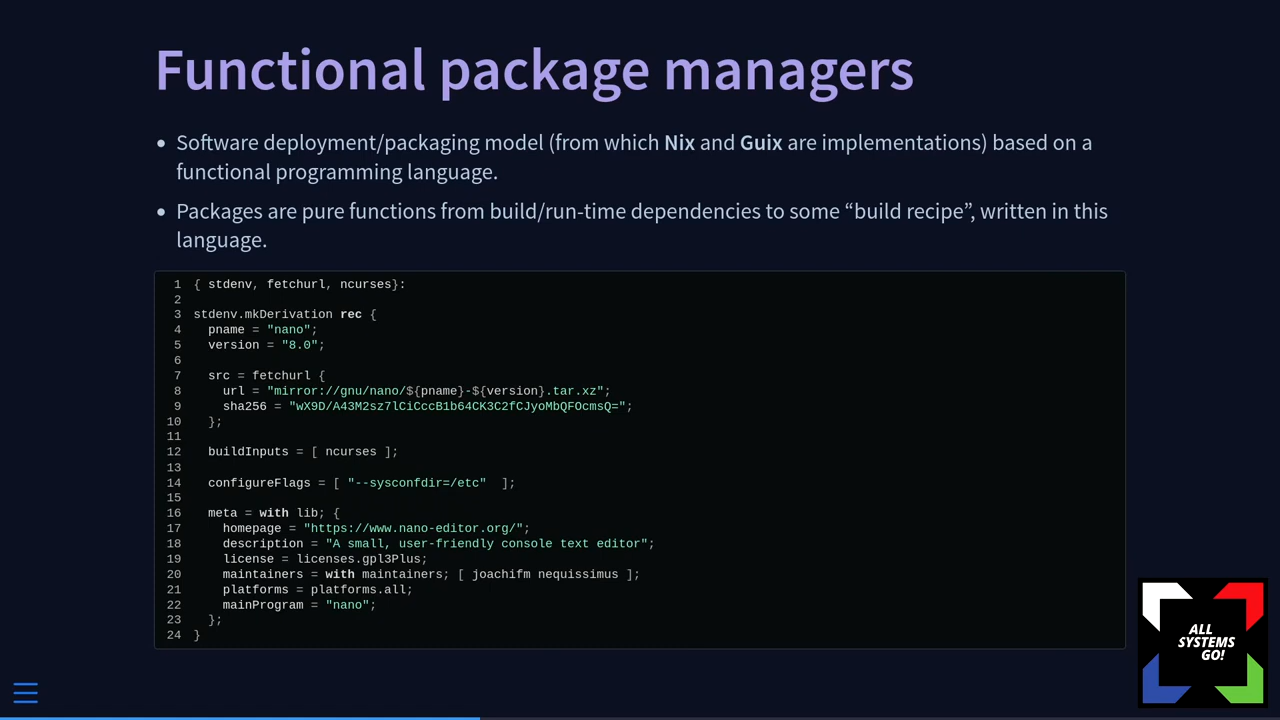 Functional package managers
• Software deployment/packaging model (from which Nix and Guix are implementations) based on a
functional programming language.
• Packages are pure functions from build/run-time dependencies to some “build recipe”, written in this
language.
1 { stdenv, fetchurl, ncurses}:
2
3 stdenv.mkDerivation rec {
4   pname = "nano";
5   version = "8.0";
6
7   src = fetchurl {
8     url = "mirror://gnu/nano/${pname}-${version}.tar.xz";
9     sha256 = "wX9D/A43M2sz7lCiCccB1b64CK3C2fCJyoMbQFOcmsQ=";
10   };
11
12   buildInputs = [ ncurses ];
13
14   configureFlags = [ "--sysconfdir=/etc"  ];
15
16   meta = with lib; {
17     homepage = "https://www.nano-editor.org/";
18     description = "A small, user-friendly console text editor";
19     license = licenses.gpl3Plus;
20     maintainers = with maintainers; [ joachifm nequissimus ];
21     platforms = platforms.all;
22     mainProgram = "nano";
23   };
24 }
ALL
SYSTEMS
GO!